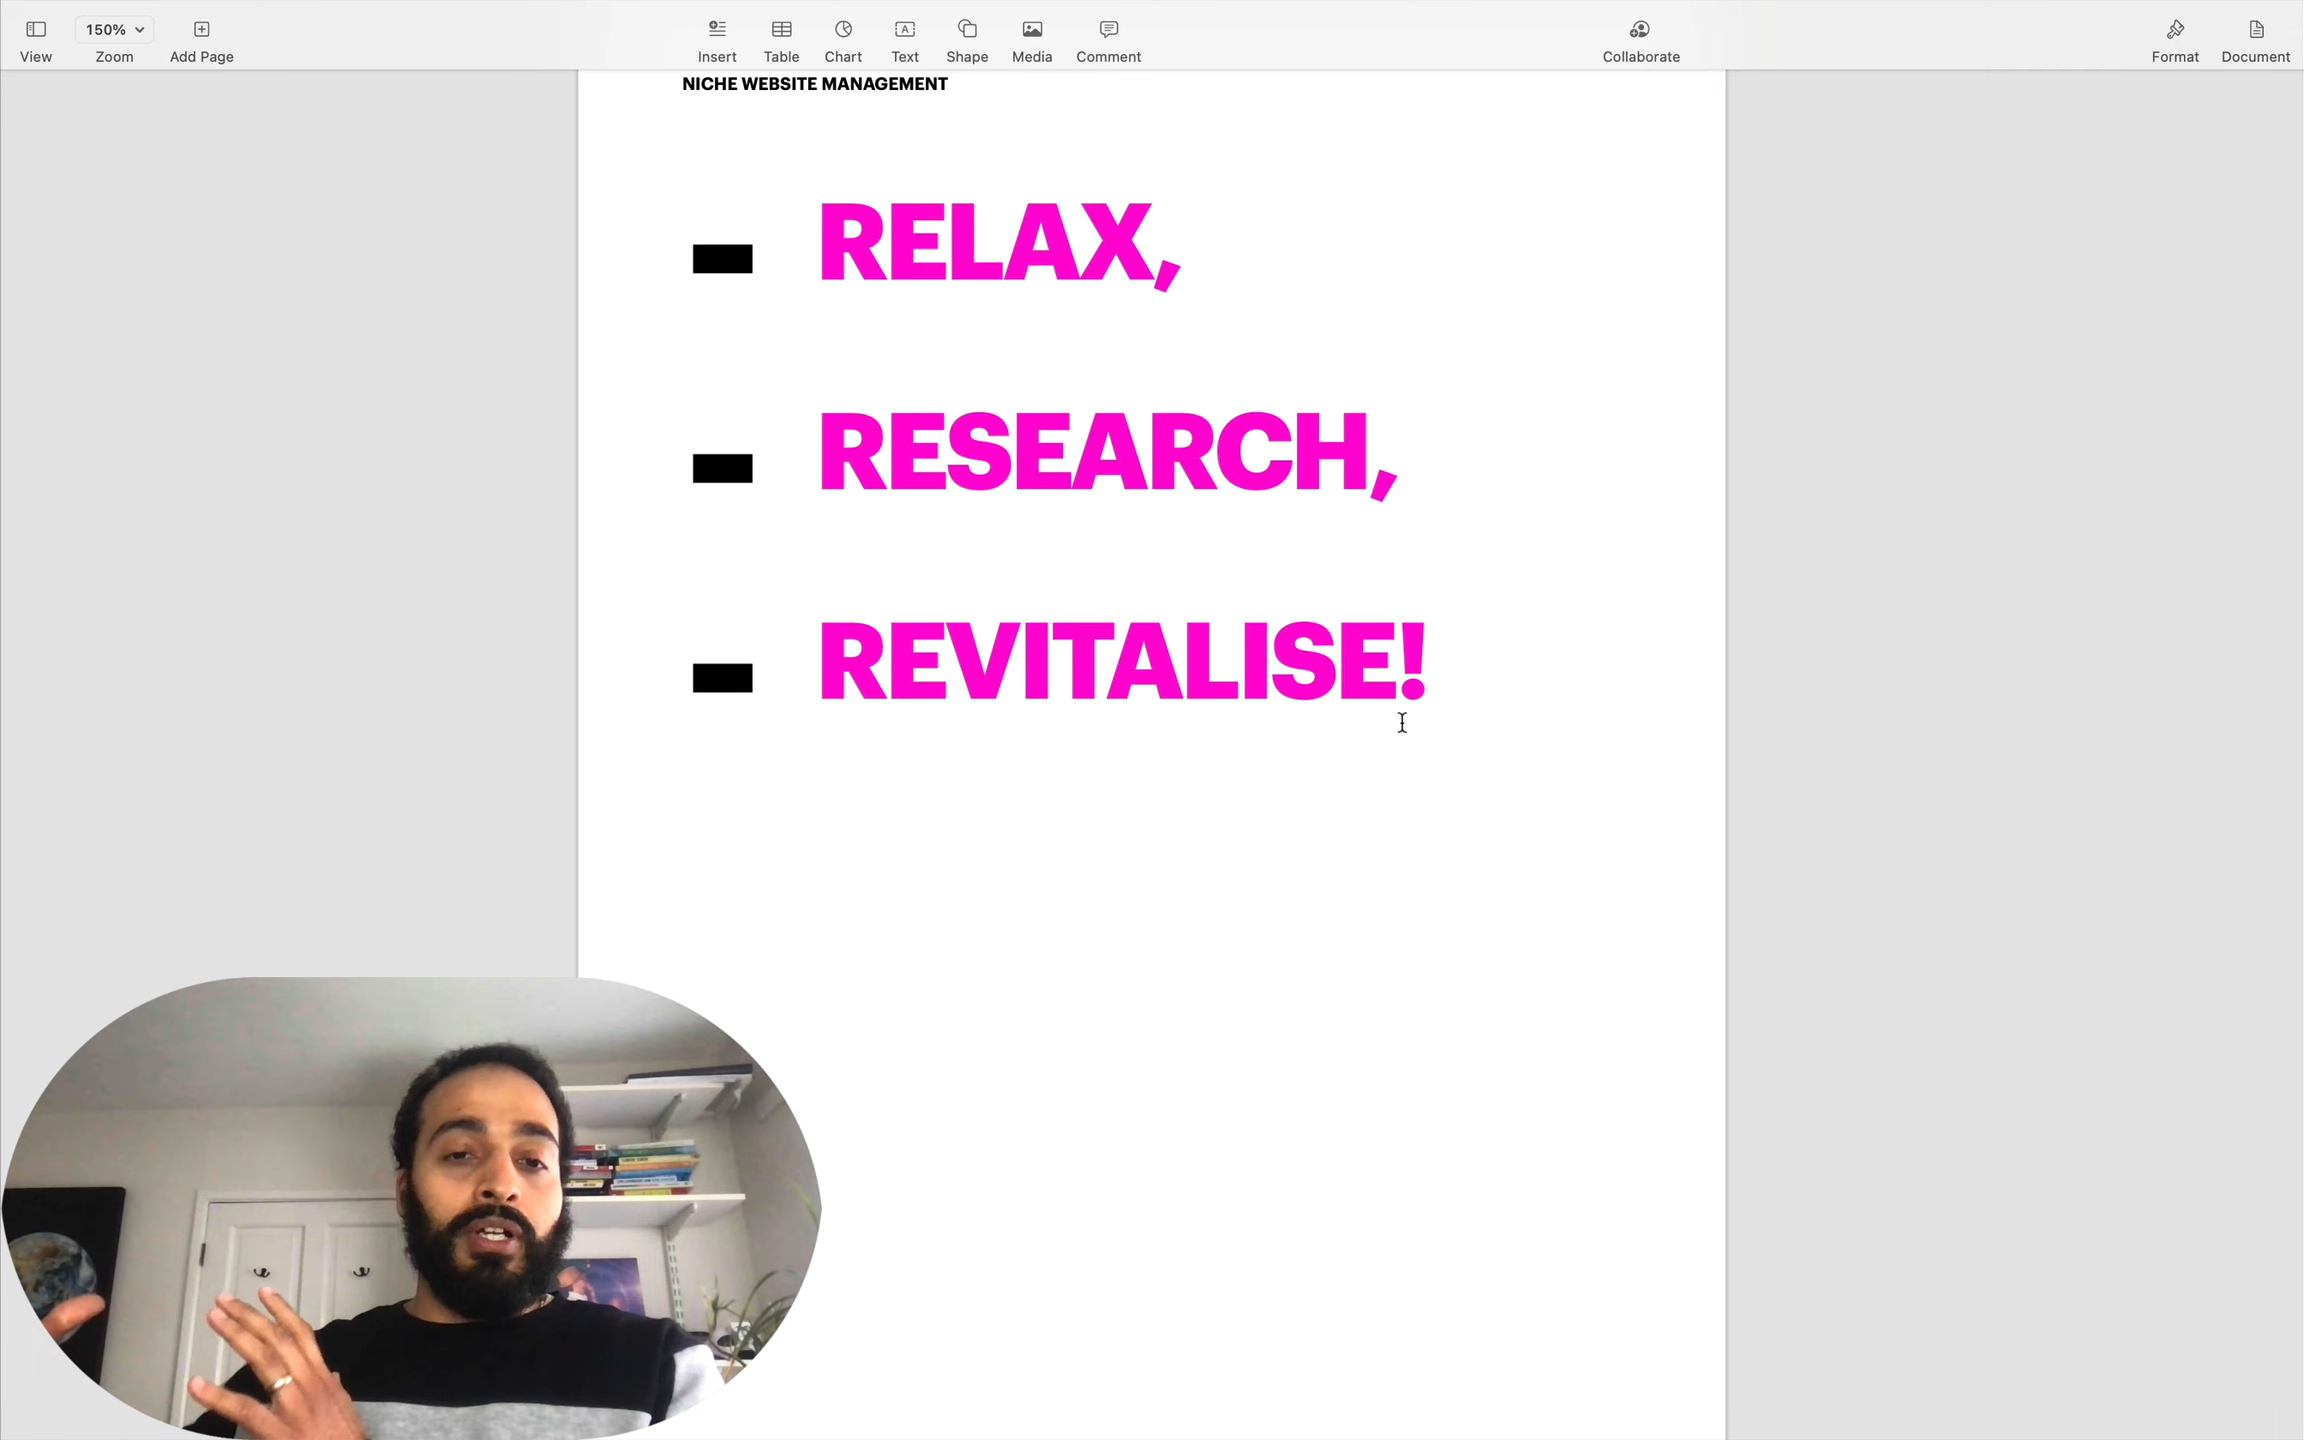 150%
View
Zoom
Add Page
Insert
Table
Chart
Text
Shape
Media
Comment
Collaborate
Format
Document
NICHE WEBSITE MANAGEMENT
- RELAX,
- RESEARCH,
- REVITALISE!